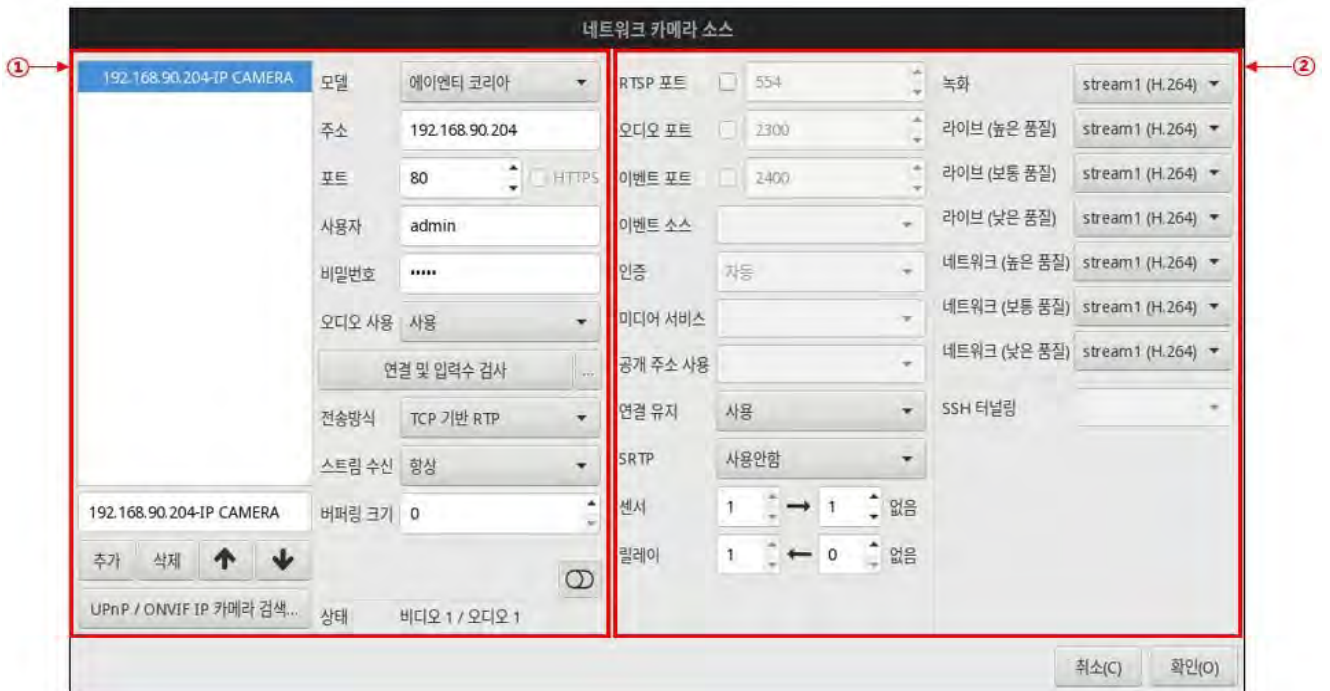 네트워크 카메라 소스
①
②
192.168.90.204-IP CAMERA
192.168.90.204-IP CAMERA
추가 삭제
UPnP / ONVIF IP 카메라 검색...
모델 에이엔티 코리아
주소 192.168.90.204
포트 80 HTTPS
사용자 admin
비밀번호 •••••
오디오 사용 사용
연결 및 입력수 검사 ...
전송방식 TCP 기반 RTP
스트림 수신 항상
버퍼링 크기 0
상태 비디오 1 / 오디오 1
RTSP 포트 554
오디오 포트 2300
이벤트 포트 2400
이벤트 소스
인증 자동
미디어 서비스
공개 주소 사용
연결 유지 사용
SRTP 사용안함
센서 1 → 1 없음
릴레이 1 ← 0 없음
녹화 stream1 (H.264)
라이브 (높은 품질) stream1 (H.264)
라이브 (보통 품질) stream1 (H.264)
라이브 (낮은 품질) stream1 (H.264)
네트워크 (높은 품질) stream1 (H.264)
네트워크 (보통 품질) stream1 (H.264)
네트워크 (낮은 품질) stream1 (H.264)
SSH 터널링
취소(C) 확인(O)